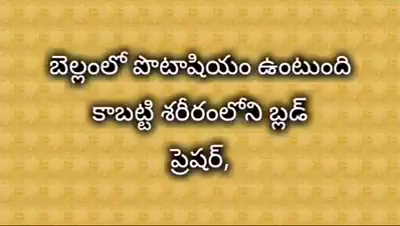 బెల్లంలో పొటాషియం ఉంటుంది
కాబట్టి శరీరంలోని బ్లడ్
ప్రెషర్,